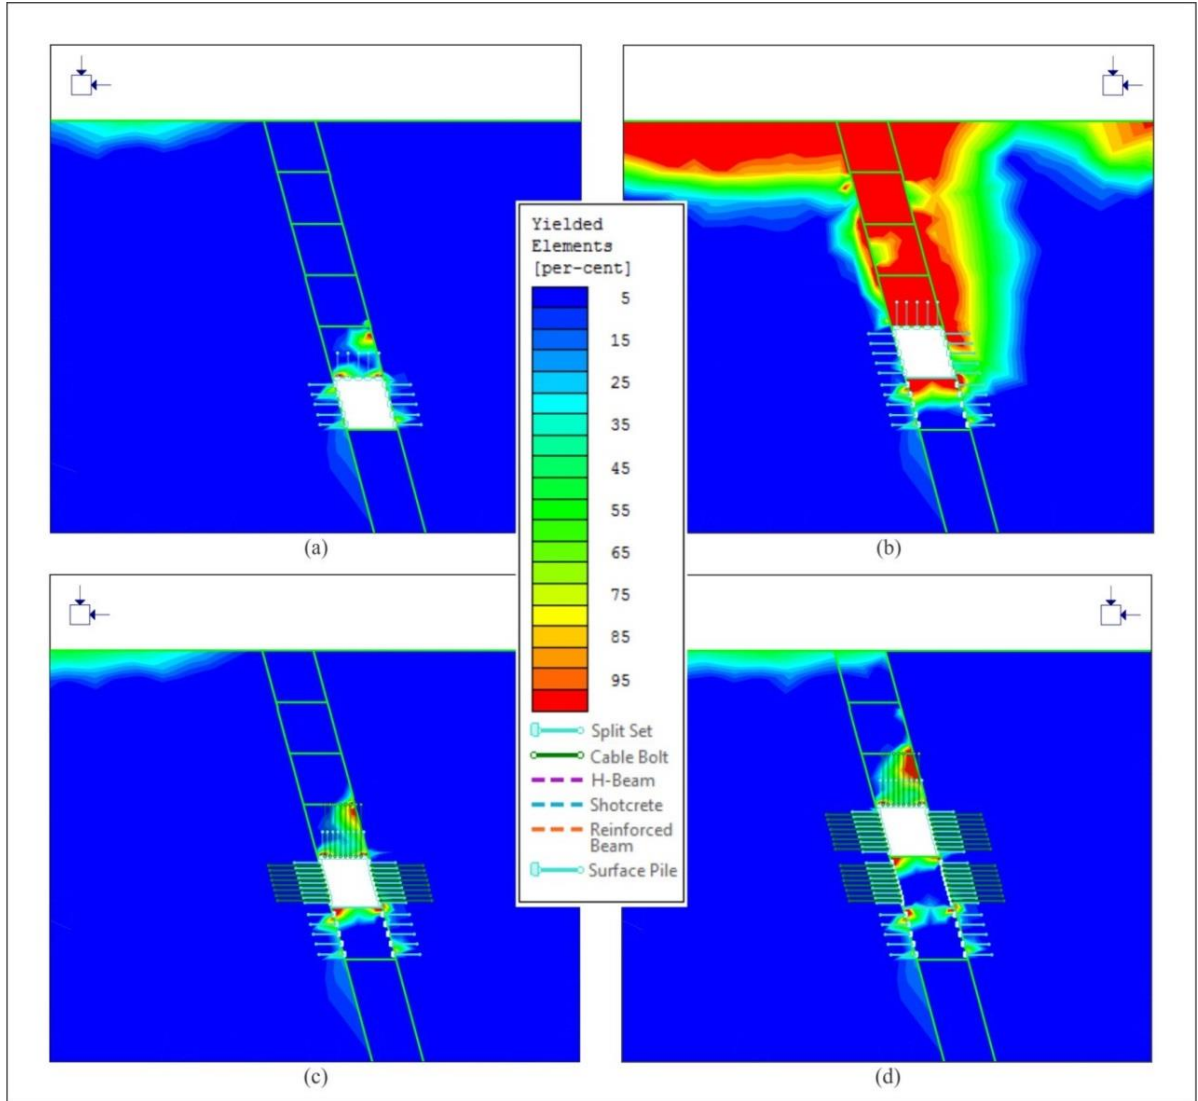 Yielded
Elements
[per-cent]
5
15
25
35
45
55
65
75
85
95
Split Set
Cable Bolt
H-Beam
Shotcrete
Reinforced
Beam
Surface Pile
(a)
(b)
(c)
(d)